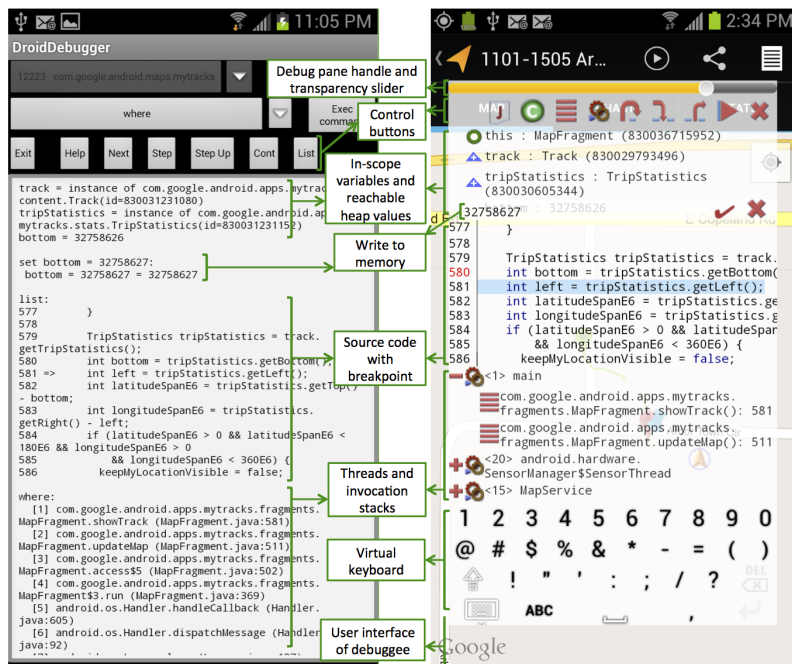 11:05 PM
DroidDebugger
12223 com.google.android.maps.mytracks
where
Exec
comman
Exit
Help
Next
Step
Step Up
Cont
List
track = instance of com.google.android.apps.mytrac
content.Track(id=830031231080)
tripStatistics = instance of com.google.android.ap
mytracks.stats.TripStatistics(id=830031231152)
bottom = 32758626
set bottom = 32758627:
bottom = 32758627 = 32758627
list:
577 }
578
579 TripStatistics tripStatistics = track.
getTripStatistics();
580 int bottom = tripStatistics.getBottom();
581 => int left = tripStatistics.getLeft();
582 int latitudeSpanE6 = tripStatistics.getTop()
- bottom;
583 int longitudeSpanE6 = tripStatistics.
getRight() - left;
584 if (latitudeSpanE6 > 0 && latitudeSpanE6 <
180E6 && longitudeSpanE6 > 0
585 && longitudeSpanE6 < 360E6) {
586 keepMyLocationVisible = false;
where:
[1] com.google.android.apps.mytracks.fragments.
MapFragment.showTrack (MapFragment.java:581)
[2] com.google.android.apps.mytracks.fragments.
MapFragment.updateMap (MapFragment.java:511)
[3] com.google.android.apps.mytracks.fragments.
MapFragment.access$5 (MapFragment.java:502)
[4] com.google.android.apps.mytracks.fragments.
MapFragment$3.run (MapFragment.java:369)
[5] android.os.Handler.handleCallback (Handler.
java:605)
[6] android.os.Handler.dispatchMessage (Handler
java:92)
Debug pane handle and
transparency slider
Control
buttons
In-scope
variables and
reachable
heap values
Write to
memory
Source code
with
breakpoint
Threads and
invocation
stacks
Virtual
keyboard
User interface
of debuggee
2:34 PM
1101-1505 Ar...
J C
this : MapFragment (830036715952)
track : Track (830029793496)
tripStatistics : TripStatistics
(830030605344)
bottom : 32758626
32758627
E Copeland Ru
577 }
578
579 TripStatistics tripStatistics = track.
580 int bottom = tripStatistics.getBottom(
581 int left = tripStatistics.getLeft();
582 int latitudeSpanE6 = tripStatistics.ge
583 int longitudeSpanE6 = tripStatistics.g
584 if (latitudeSpanE6 > 0 && latitudeSpan
585 && longitudeSpanE6 < 360E6) {
586 keepMyLocationVisible = false;
<1> main
com.google.android.apps.mytracks.
fragments.MapFragment.showTrack(): 581
com.google.android.apps.mytracks.
fragments.MapFragment.updateMap(): 511
<20> android.hardware.
SensorManager$SensorThread
<15> MapService
1 2 3 4 5 6 7 8 9 0
@ # $ % & * - = ( )
! " ' : ; / ? DEL
ABC ,
Google